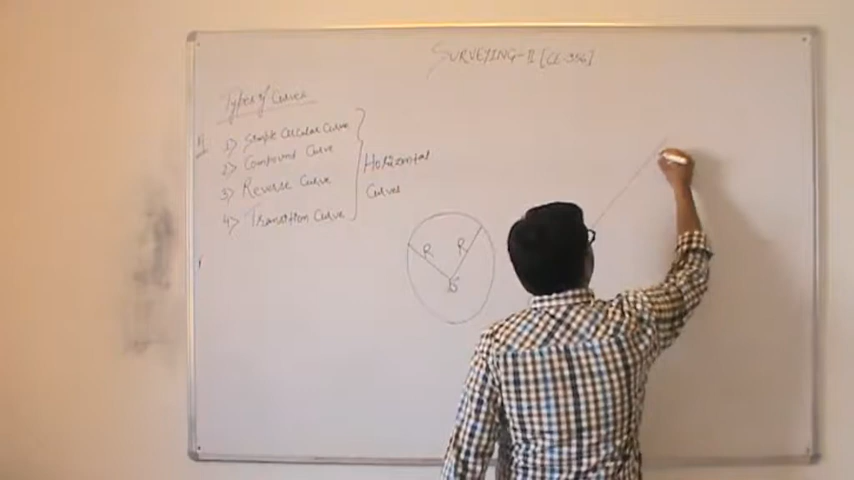 SURVEYING-II [CE-356]
Types of Curves
1) Simple Circular Curve
2) Compound Curve
3) Reverse Curve
4) Transition Curve
Horizontal
Curves
R R